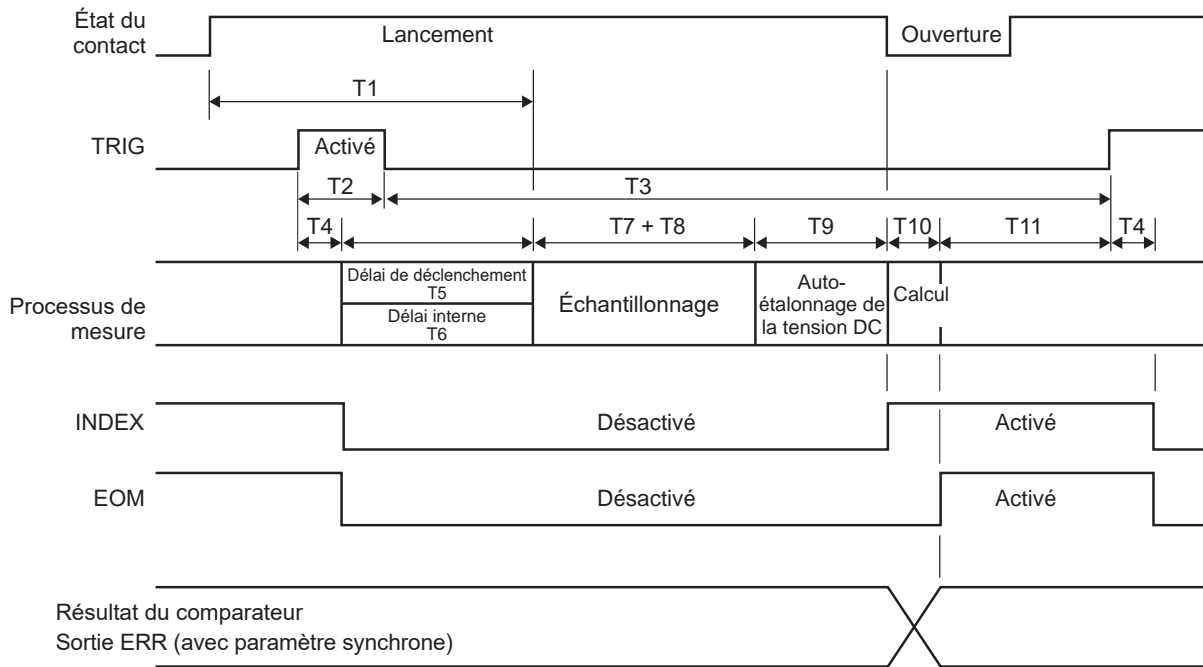 État du
contact
Lancement
Ouverture
T1
TRIG
Activé
T2
T3
T4
T7 + T8
T9
T10
T11
T4
Processus de
mesure
Délai de déclenchement
T5
Délai interne
T6
Échantillonnage
Auto-
étalonnage de
la tension DC
Calcul
INDEX
Désactivé
Activé
EOM
Désactivé
Activé
Résultat du comparateur
Sortie ERR (avec paramètre synchrone)